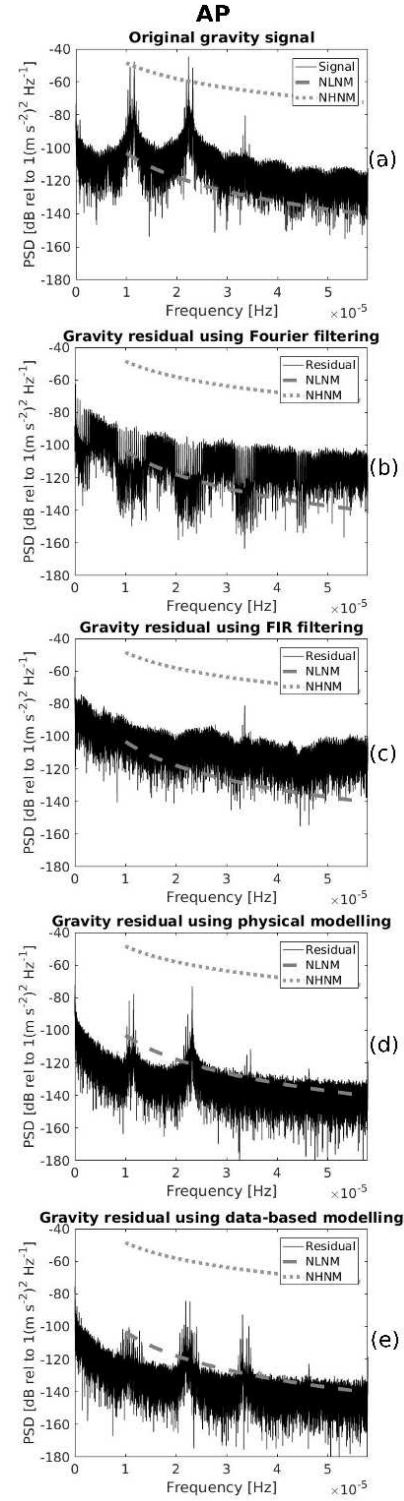 AP
Original gravity signal
-40
-60
-80
-100
-120
-140
-160
-180
PSD [dB rel to 1(m s⁻²)² Hz⁻¹]
Signal
NLNM
NHNM
(a)
0 1 2 3 4 5
Frequency [Hz] ×10⁻⁵
Gravity residual using Fourier filtering
-40
-60
-80
-100
-120
-140
-160
-180
PSD [dB rel to 1(m s⁻²)² Hz⁻¹]
Residual
NLNM
NHNM
(b)
0 1 2 3 4 5
Frequency [Hz] ×10⁻⁵
Gravity residual using FIR filtering
-40
-60
-80
-100
-120
-140
-160
-180
PSD [dB rel to 1(m s⁻²)² Hz⁻¹]
Residual
NLNM
NHNM
(c)
0 1 2 3 4 5
Frequency [Hz] ×10⁻⁵
Gravity residual using physical modelling
-40
-60
-80
-100
-120
-140
-160
-180
PSD [dB rel to 1(m s⁻²)² Hz⁻¹]
Residual
NLNM
NHNM
(d)
0 1 2 3 4 5
Frequency [Hz] ×10⁻⁵
Gravity residual using data-based modelling
-40
-60
-80
-100
-120
-140
-160
-180
PSD [dB rel to 1(m s⁻²)² Hz⁻¹]
Residual
NLNM
NHNM
(e)
0 1 2 3 4 5
Frequency [Hz] ×10⁻⁵